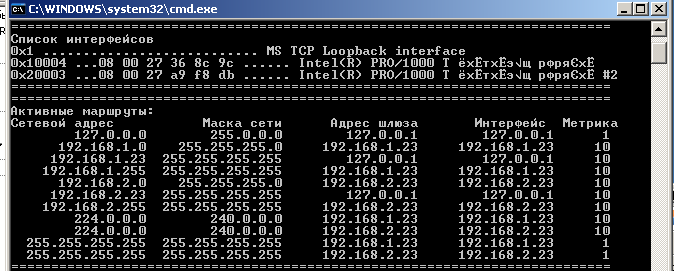 C:\WINDOWS\system32\cmd.exe
===========================================================================
Список интерфейсов
0x1 ........................... MS TCP Loopback interface
0x10004 ...08 00 27 36 8c 9c ...... Intel(R) PRO/1000 T ёхЕтхЕэ√щ рфряЄхЕ
0x20003 ...08 00 27 a9 f8 db ...... Intel(R) PRO/1000 T ёхЕтхЕэ√щ рфряЄхЕ #2
===========================================================================
===========================================================================
Активные маршруты:
Сетевой адрес Маска сети Адрес шлюза Интерфейс Метрика
127.0.0.0 255.0.0.0 127.0.0.1 127.0.0.1 1
192.168.1.0 255.255.255.0 192.168.1.23 192.168.1.23 10
192.168.1.23 255.255.255.255 127.0.0.1 127.0.0.1 10
192.168.1.255 255.255.255.255 192.168.1.23 192.168.1.23 10
192.168.2.0 255.255.255.0 192.168.2.23 192.168.2.23 10
192.168.2.23 255.255.255.255 127.0.0.1 127.0.0.1 10
192.168.2.255 255.255.255.255 192.168.2.23 192.168.2.23 10
224.0.0.0 240.0.0.0 192.168.1.23 192.168.1.23 10
224.0.0.0 240.0.0.0 192.168.2.23 192.168.2.23 10
255.255.255.255 255.255.255.255 192.168.1.23 192.168.1.23 1
255.255.255.255 255.255.255.255 192.168.2.23 192.168.2.23 1
===========================================================================